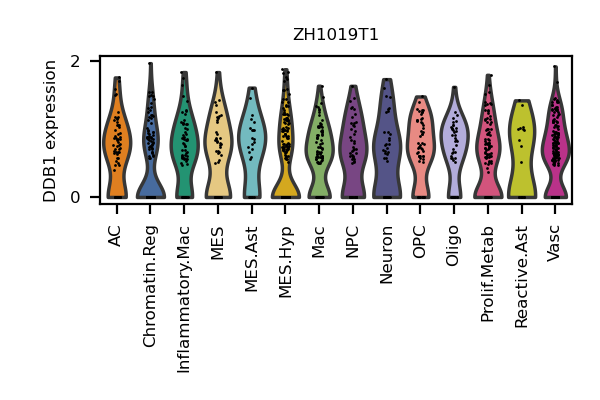 ZH1019T1
DDB1 expression
2
0
AC
Chromatin.Reg
Inflammatory.Mac
MES
MES.Ast
MES.Hyp
Mac
NPC
Neuron
OPC
Oligo
Prolif.Metab
Reactive.Ast
Vasc